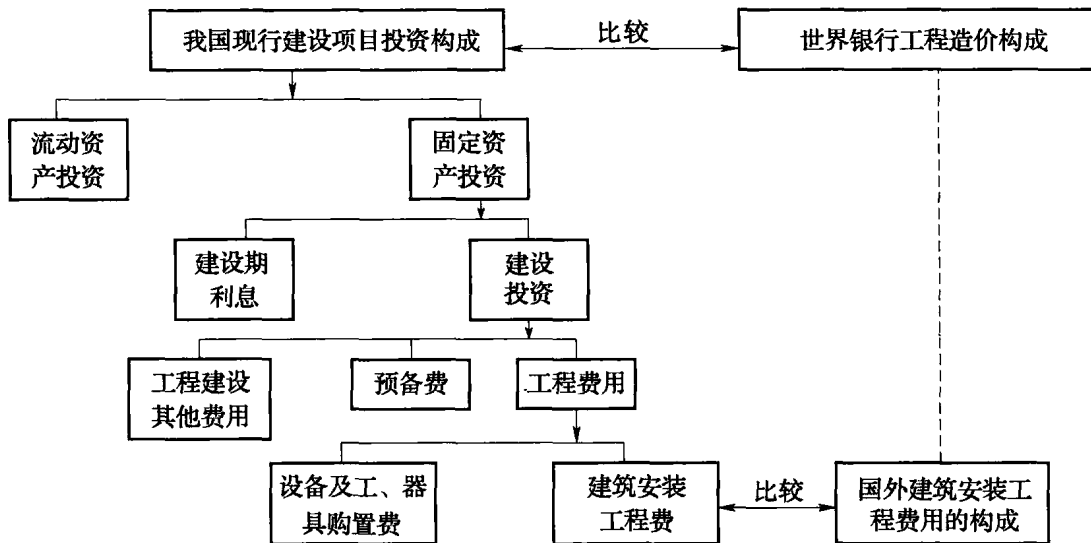 我国现行建设项目投资构成
比较
世界银行工程造价构成
流动资
产投资
固定资
产投资
建设期
利息
建设
投资
工程建设
其他费用
预备费
工程费用
设备及工、器
具购置费
建筑安装
工程费
比较
国外建筑安装工
程费用的构成